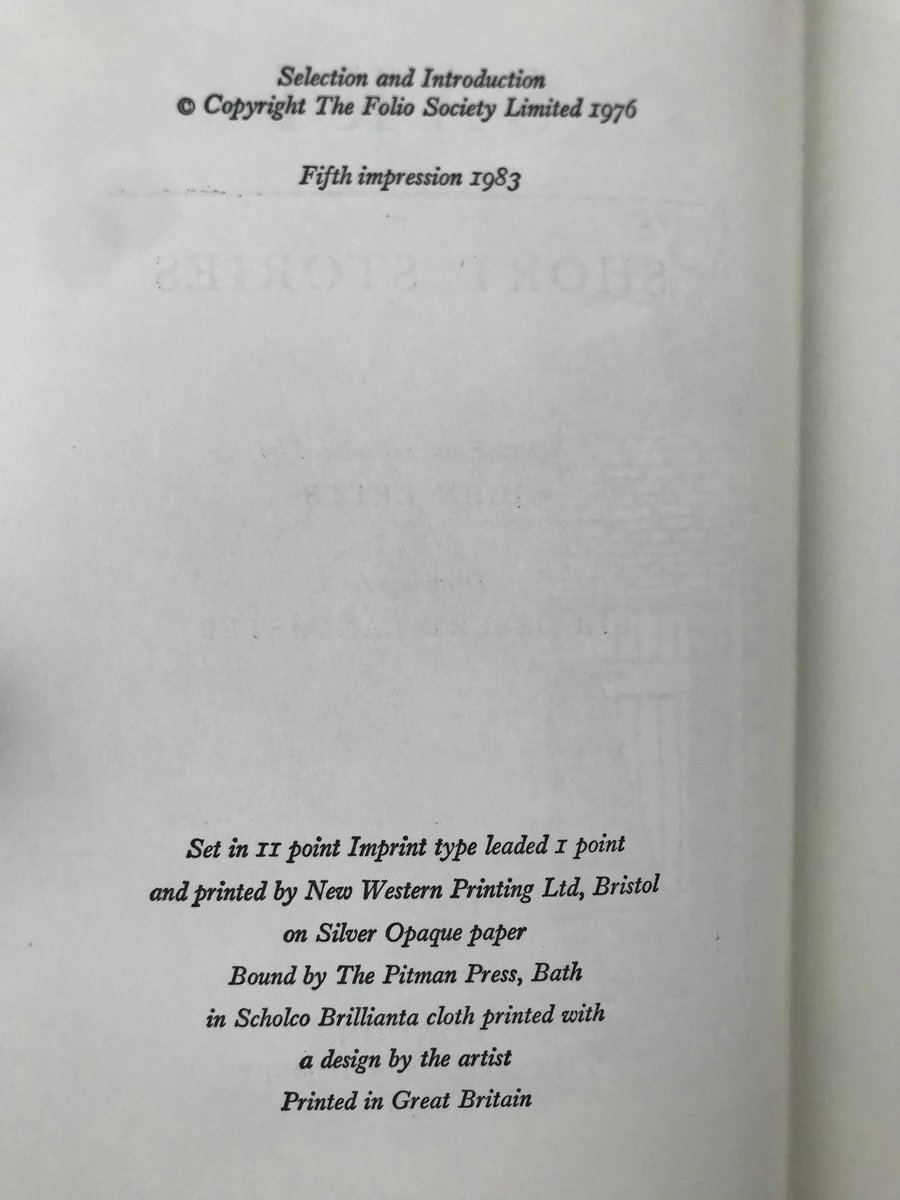 Selection and Introduction
© Copyright The Folio Society Limited 1976
Fifth impression 1983
SHORT STORIES
Set in 11 point Imprint type leaded 1 point
and printed by New Western Printing Ltd, Bristol
on Silver Opaque paper
Bound by The Pitman Press, Bath
in Scholco Brillianta cloth printed with
a design by the artist
Printed in Great Britain